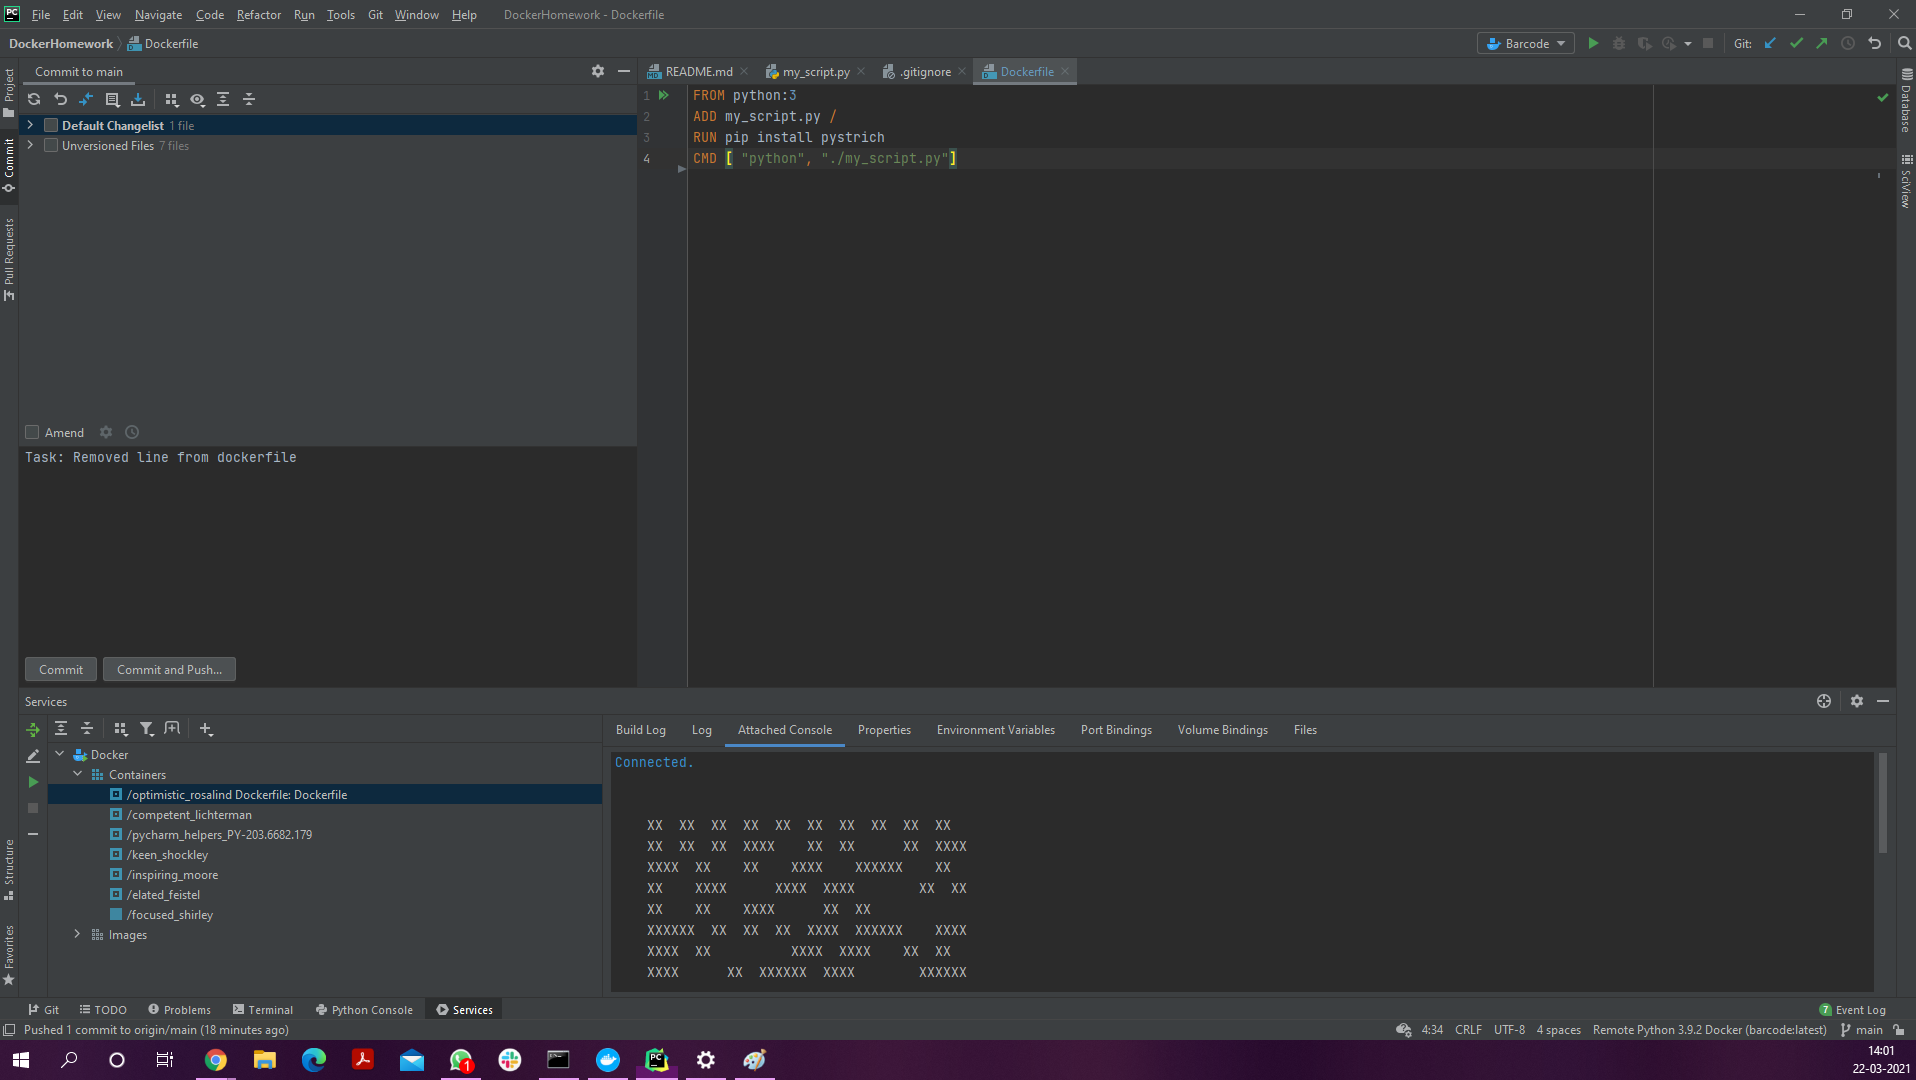 PC File Edit View Navigate Code Refactor Run Tools Git Window Help DockerHomework - Dockerfile
DockerHomework Dockerfile
Barcode Git:
Project
Commit
Pull Requests
Structure
Favorites
Commit to main
Default Changelist 1 file
Unversioned Files 7 files
Amend
Task: Removed line from dockerfile
Commit Commit and Push...
README.md my_script.py .gitignore Dockerfile
1 FROM python:3
2 ADD my_script.py /
3 RUN pip install pystrich
4 CMD [ "python", "./my_script.py"]
Database
SciView
Services
Docker
Containers
/optimistic_rosalind Dockerfile: Dockerfile
/competent_lichterman
/pycharm_helpers_PY-203.6682.179
/keen_shockley
/inspiring_moore
/elated_feistel
/focused_shirley
Images
Build Log Log Attached Console Properties Environment Variables Port Bindings Volume Bindings Files
Connected.
XX  XX  XX  XX  XX  XX  XX  XX  XX  XX
XX  XX  XX  XXXX    XX  XX      XX  XXXX
XXXX  XX    XX    XXXX    XXXXXX    XX
XX    XXXX      XXXX  XXXX        XX  XX
XX    XX    XXXX      XX  XX
XXXXXX  XX  XX  XX  XXXX  XXXXXX    XXXX
XXXX  XX          XXXX  XXXX    XX  XX
XXXX      XX  XXXXXX  XXXX        XXXXXX
Git TODO Problems Terminal Python Console Services 7 Event Log
Pushed 1 commit to origin/main (18 minutes ago) 4:34 CRLF UTF-8 4 spaces Remote Python 3.9.2 Docker (barcode:latest) main
1 PC
14:01
22-03-2021